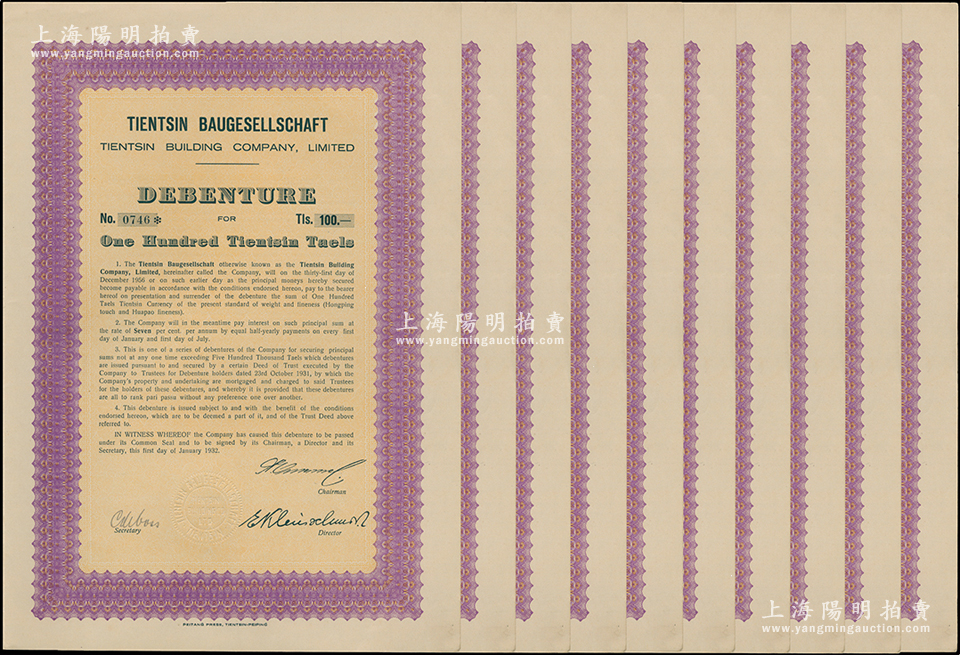 上海陽明拍賣
www.yangmingauction.com
TIENTSIN BAUGESELLSCHAFT
TIENTSIN BUILDING COMPANY, LIMITED
DEBENTURE
No. 0746* FOR Tls. 100.—
One Hundred Tientsin Taels
1. The Tientsin Baugesellschaft otherwise known as the Tientsin Building
Company, Limited, hereinafter called the Company, will on the thirty-first day of
December 1956 or on such earlier day as the principal moneys hereby secured
become payable in accordance with the conditions endorsed hereon, pay to the bearer
hereof on presentation and surrender of the debenture the sum of One Hundred
Taels Tientsin Currency of the present standard of weight and fineness (Hongping
touch and Huapao fineness).
2. The Company will in the meantime pay interest on such principal sum at
the rate of Seven per cent. per annum by equal half-yearly payments on every first
day of January and first day of July.
3. This is one of a series of debentures of the Company for securing principal
sums not at any one time exceeding Five Hundred Thousand Taels which debentures
are issued pursuant to and secured by a certain Deed of Trust executed by the
Company to Trustees for Debenture holders dated 23rd October 1931, by which the
Company's property and undertaking are mortgaged and charged to said Trustees
for the holders of these debentures, and whereby it is provided that these debentures
are all to rank pari passu without any preference one over another.
4. This debenture is issued subject to and with the benefit of the conditions
endorsed hereon, which are to be deemed a part of it, and of the Trust Deed above
referred to.
IN WITNESS WHEREOF the Company has caused this debenture to be passed
under its Common Seal and to be signed by its Chairman, a Director and its
Secretary, this first day of January 1932.
Chairman
Secretary
Director
PEITANG PRESS, TIENTSIN-PEIPING
上海陽明拍賣
www.yangmingauction.com
上海陽明拍賣
www.yangmingauction.com